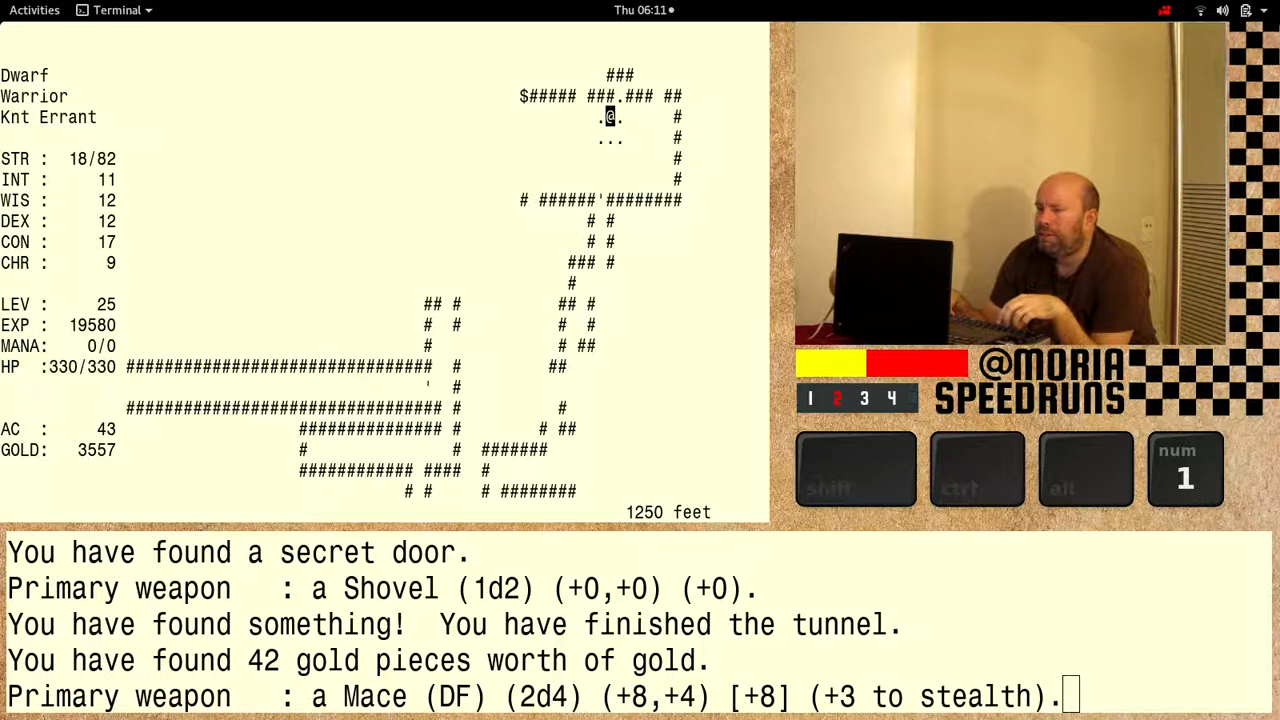 Activities Terminal Thu 06:11
Dwarf ###
Warrior $##### ###.### ##
Knt Errant .@. #
... #
STR : 18/82 #
INT : 11 #
WIS : 12 # ######'########
DEX : 12 # #
CON : 17 # #
CHR : 9 ### #
#
LEV : 25 ## # ## #
EXP : 19580 # # # #
MANA: 0/0 # # ##
HP :330/330 ################################ # ##
' #
################################# # #
AC : 43 ############### # # ##
GOLD: 3557 # # #######
############ #### #
# # # ########
1250 feet
@MORIA
1 2 3 4 SPEEDRUNS
shift ctrl alt num
1
You have found a secret door.
Primary weapon : a Shovel (1d2) (+0,+0) (+0).
You have found something! You have finished the tunnel.
You have found 42 gold pieces worth of gold.
Primary weapon : a Mace (DF) (2d4) (+8,+4) [+8] (+3 to stealth).